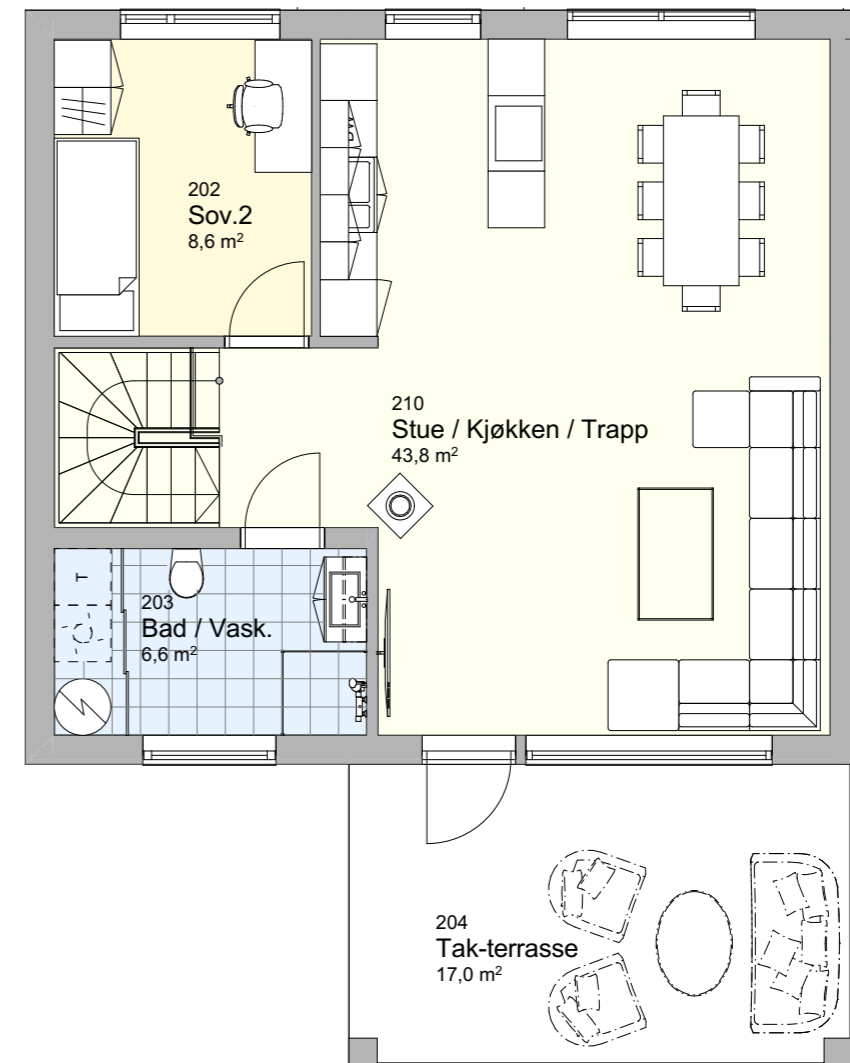 202
Sov.2
8,6 m²
210
Stue / Kjøkken / Trapp
43,8 m²
T
203
Bad / Vask.
6,6 m²
204
Tak-terrasse
17,0 m²